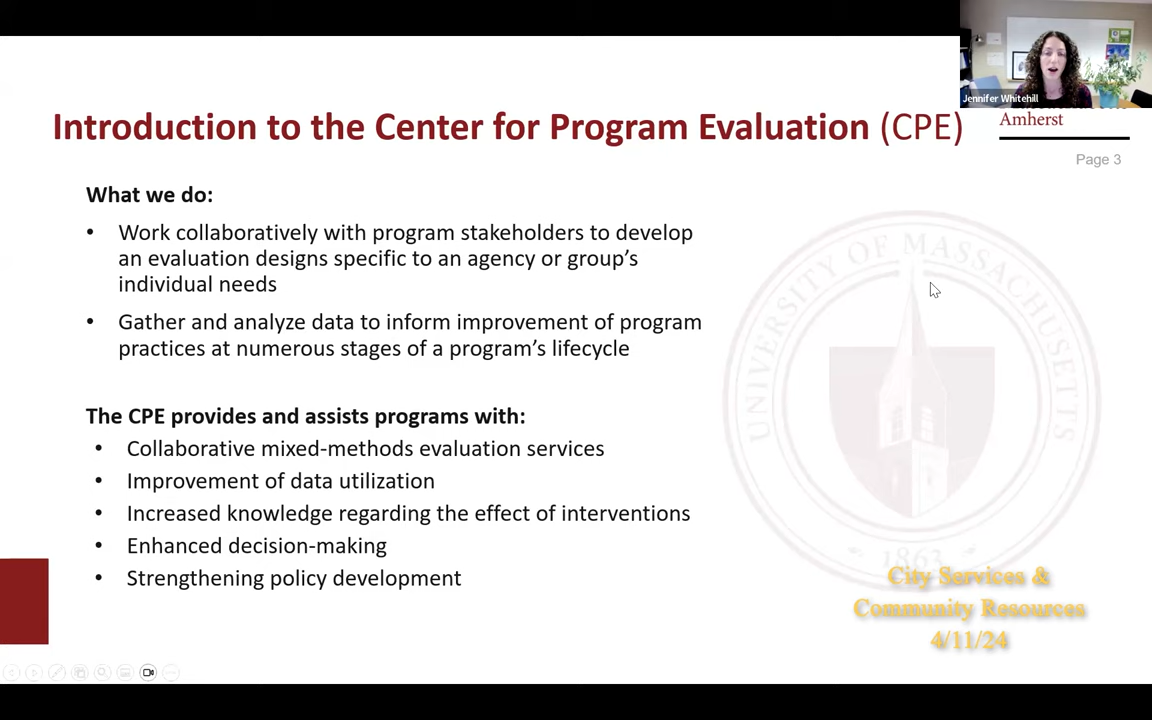 Jennifer Whitehill
Introduction to the Center for Program Evaluation (CPE)
Amherst
Page 3
What we do:
• Work collaboratively with program stakeholders to develop
an evaluation designs specific to an agency or group's
individual needs
• Gather and analyze data to inform improvement of program
practices at numerous stages of a program's lifecycle
The CPE provides and assists programs with:
• Collaborative mixed-methods evaluation services
• Improvement of data utilization
• Increased knowledge regarding the effect of interventions
• Enhanced decision-making
• Strengthening policy development
UNIVERSITY OF MASSACHUSETTS
1863
City Services &
Community Resources
4/11/24